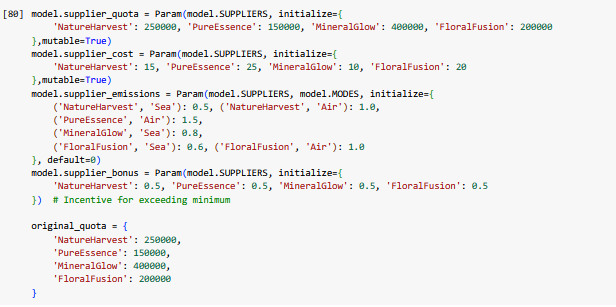 [80] model.supplier_quota = Param(model.SUPPLIERS, initialize={
    'NatureHarvest': 250000, 'PureEssence': 150000, 'MineralGlow': 400000, 'FloralFusion': 200000
},mutable=True)
model.supplier_cost = Param(model.SUPPLIERS, initialize={
    'NatureHarvest': 15, 'PureEssence': 25, 'MineralGlow': 10, 'FloralFusion': 20
},mutable=True)
model.supplier_emissions = Param(model.SUPPLIERS, model.MODES, initialize={
    ('NatureHarvest', 'Sea'): 0.5, ('NatureHarvest', 'Air'): 1.0,
    ('PureEssence', 'Air'): 1.5,
    ('MineralGlow', 'Sea'): 0.8,
    ('FloralFusion', 'Sea'): 0.6, ('FloralFusion', 'Air'): 1.0
}, default=0)
model.supplier_bonus = Param(model.SUPPLIERS, initialize={
    'NatureHarvest': 0.5, 'PureEssence': 0.5, 'MineralGlow': 0.5, 'FloralFusion': 0.5
})  # Incentive for exceeding minimum

original_quota = {
    'NatureHarvest': 250000,
    'PureEssence': 150000,
    'MineralGlow': 400000,
    'FloralFusion': 200000
}